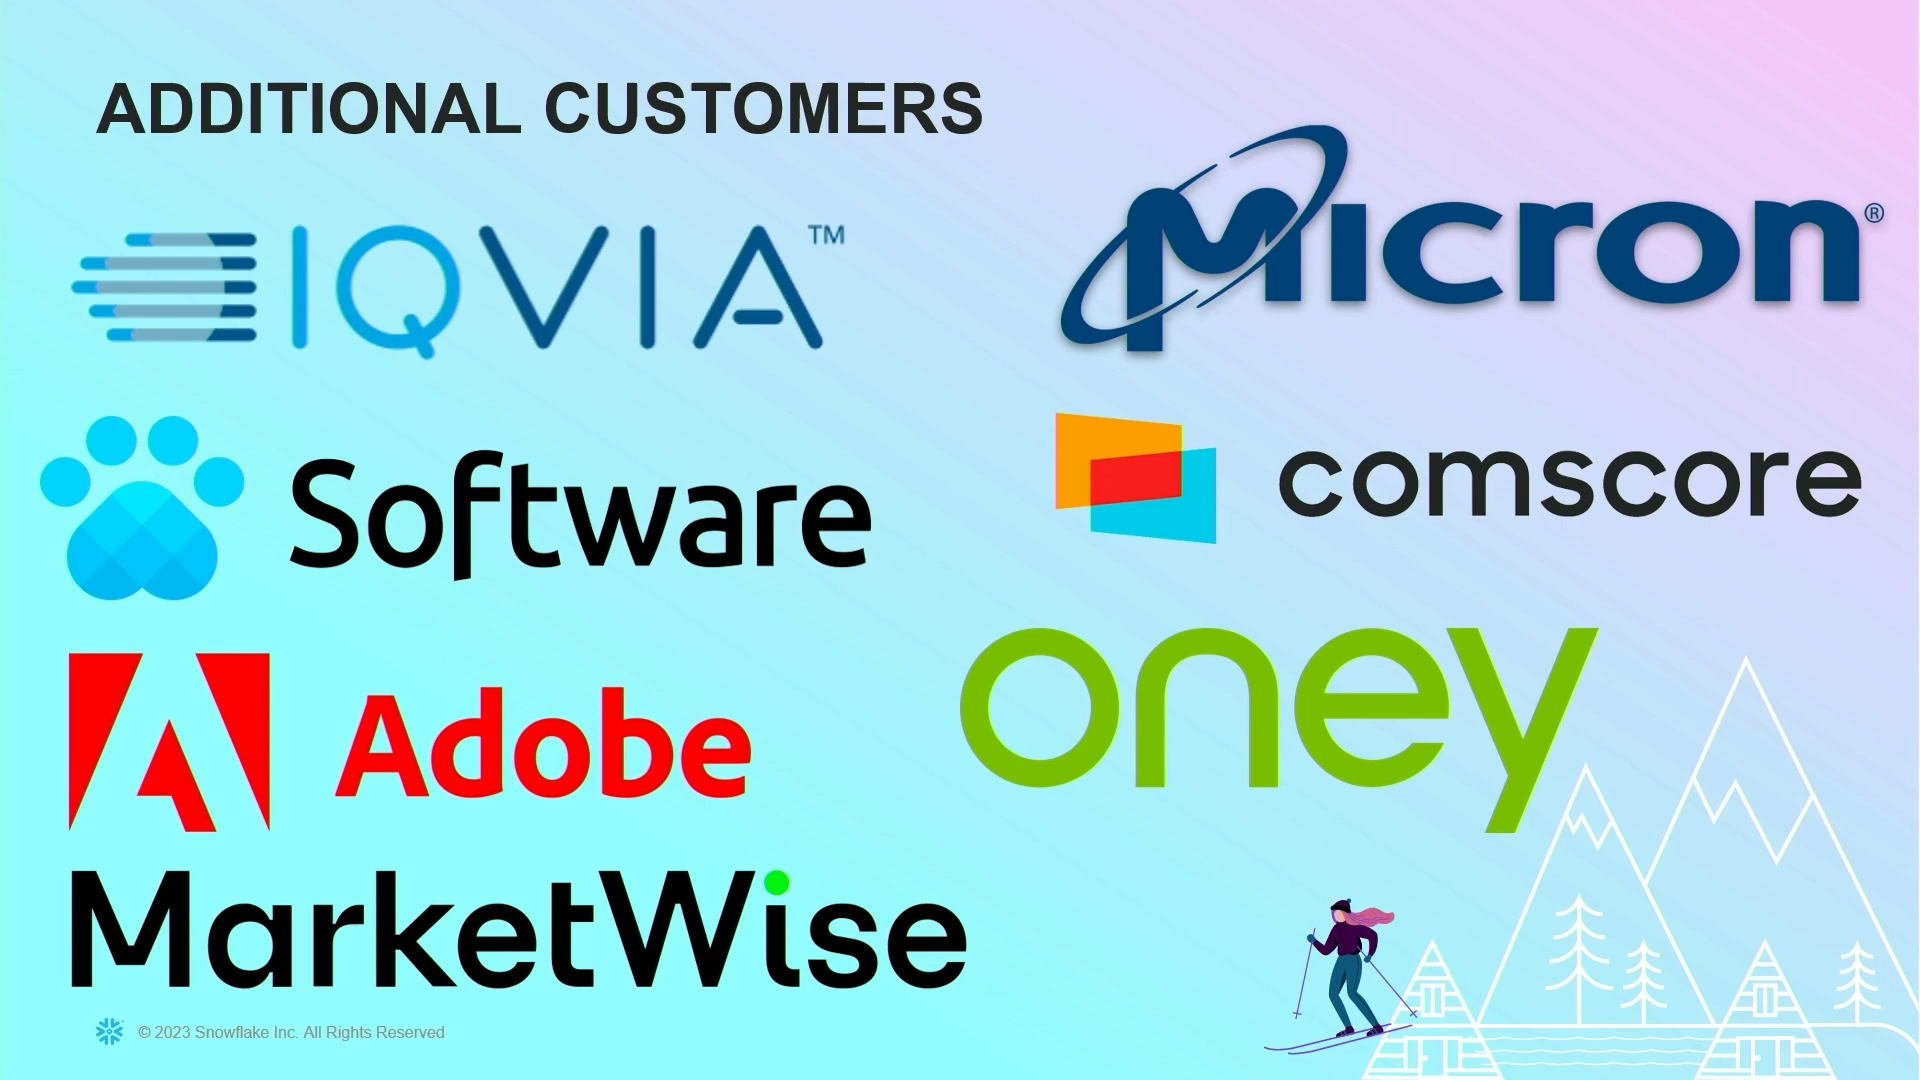 ADDITIONAL CUSTOMERS
IQVIA™
Micron®
Software
comscore
Adobe
oney
MarketWise
© 2023 Snowflake Inc. All Rights Reserved